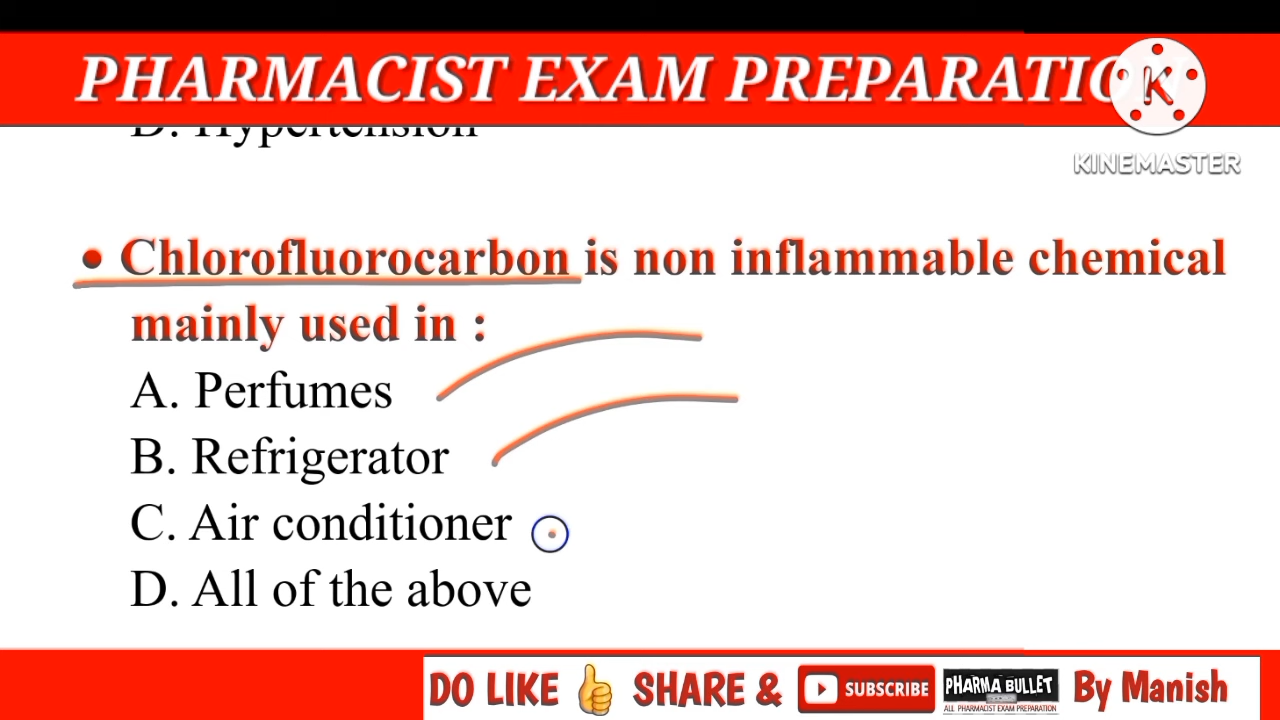 PHARMACIST EXAM PREPARATIO
K
KINEMASTER
D. Hypertension
• Chlorofluorocarbon is non inflammable chemical
mainly used in :
A. Perfumes
B. Refrigerator
C. Air conditioner
D. All of the above
DO LIKE 👍 SHARE & SUBSCRIBE PHARMA BULLET By Manish
ALL PHARMACIST EXAM PREPARATION